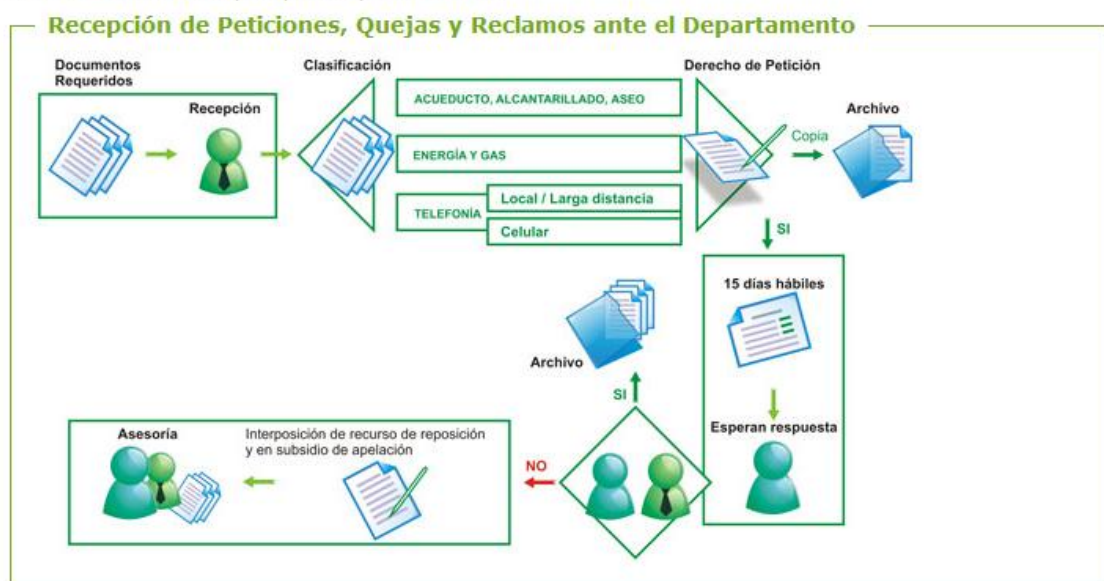 Recepción de Peticiones, Quejas y Reclamos ante el Departamento
Documentos
Requeridos
Recepción
Clasificación
ACUEDUCTO, ALCANTARILLADO, ASEO
ENERGÍA Y GAS
TELEFONÍA
Local / Larga distancia
Celular
Derecho de Petición
Copia
Archivo
SI
15 días hábiles
Esperan respuesta
Archivo
SI
NO
Interposición de recurso de reposición
y en subsidio de apelación
Asesoría